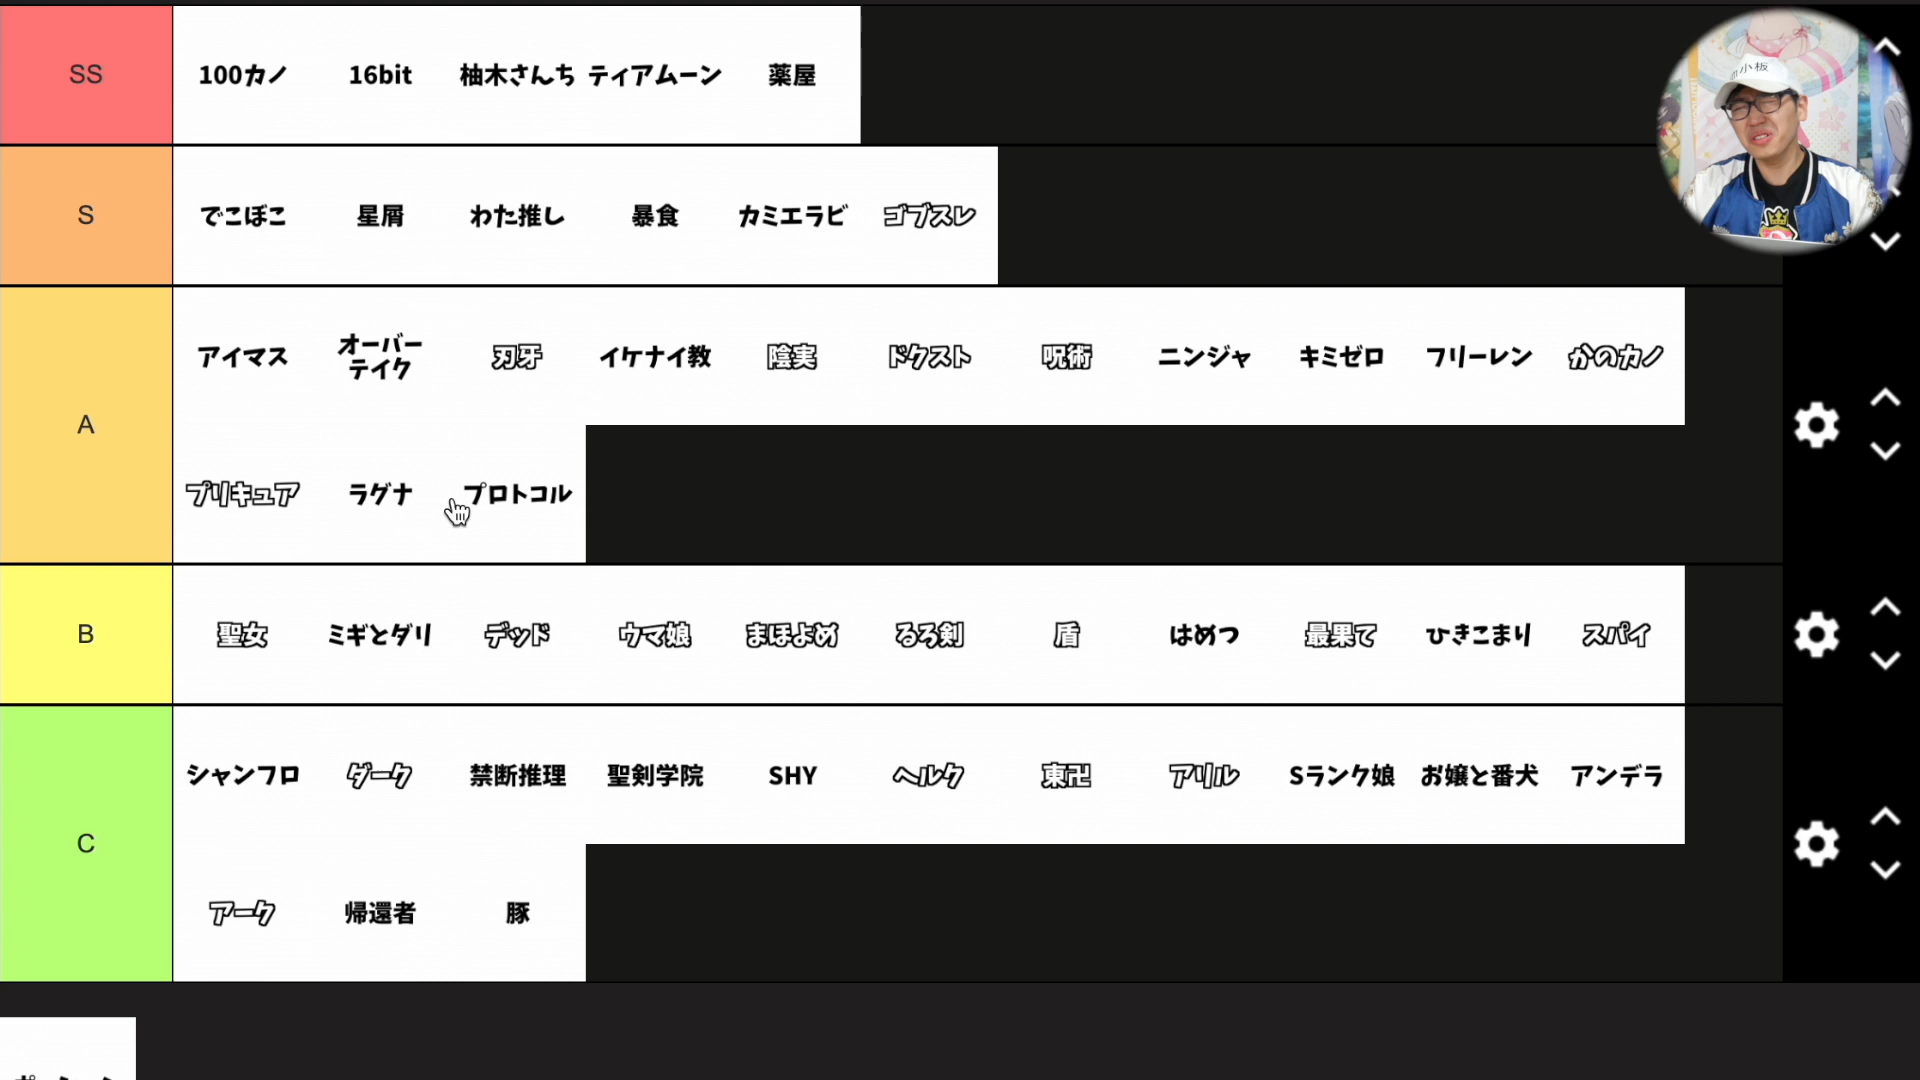 SS
100カノ
16bit
柚木さんち
ティアムーン
薬屋
S
でこぼこ
星屑
わた推し
暴食
カミエラビ
ゴブスレ
A
アイマス
オーバー
テイク
刃牙
イケナイ教
陰実
ドクスト
呪術
ニンジャ
キミゼロ
フリーレン
かのカノ
プリキュア
ラグナ
プロトコル
B
聖女
ミギとダリ
デッド
ウマ娘
まほよめ
るろ剣
盾
はめつ
最果て
ひきこまり
スパイ
C
シャンフロ
ダーク
禁断推理
聖剣学院
SHY
ヘルク
東卍
アリル
Sランク娘
お嬢と番犬
アンデラ
アーク
帰還者
豚
小板